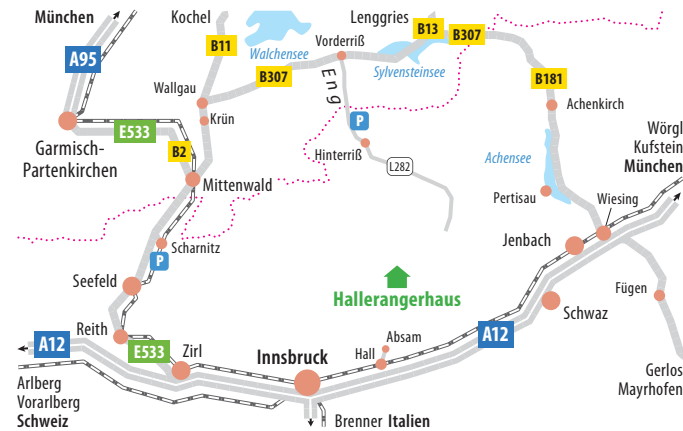 München
Kochel
Lenggries
A95
B11
Walchensee
Vorderriß
B13
B307
B307
Sylvensteinsee
Eng
B181
Wallgau
Krün
Achenkirch
P
E533
B2
Garmisch-
Partenkirchen
Hinterriß
L282
Achensee
Wörgl
Kufstein
München
Mittenwald
Pertisau
Wiesing
Scharnitz
P
Jenbach
Seefeld
Hallerangerhaus
Fügen
Schwaz
Reith
A12
E533
Zirl
Innsbruck
Absam
Hall
A12
Arlberg
Vorarlberg
Schweiz
Gerlos
Mayrhofen
Brenner Italien